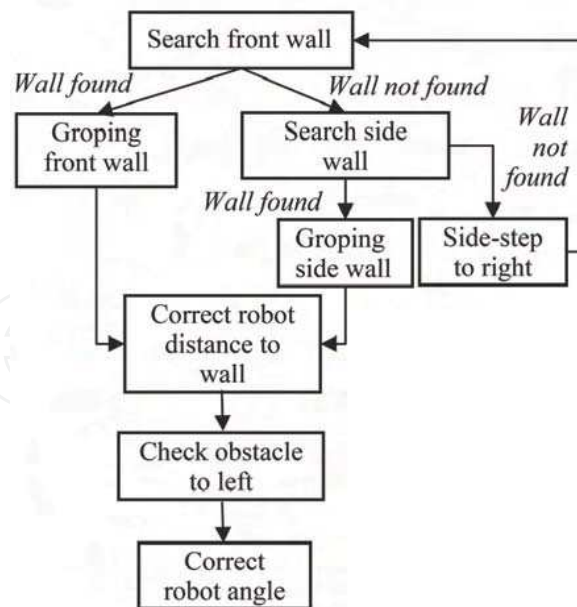 Search front wall
Wall found
Wall not found
Groping
front wall
Search side
wall
Wall
not
found
Wall found
Groping
side wall
Side-step
to right
Correct robot
distance to
wall
Check obstacle
to left
Correct
robot angle